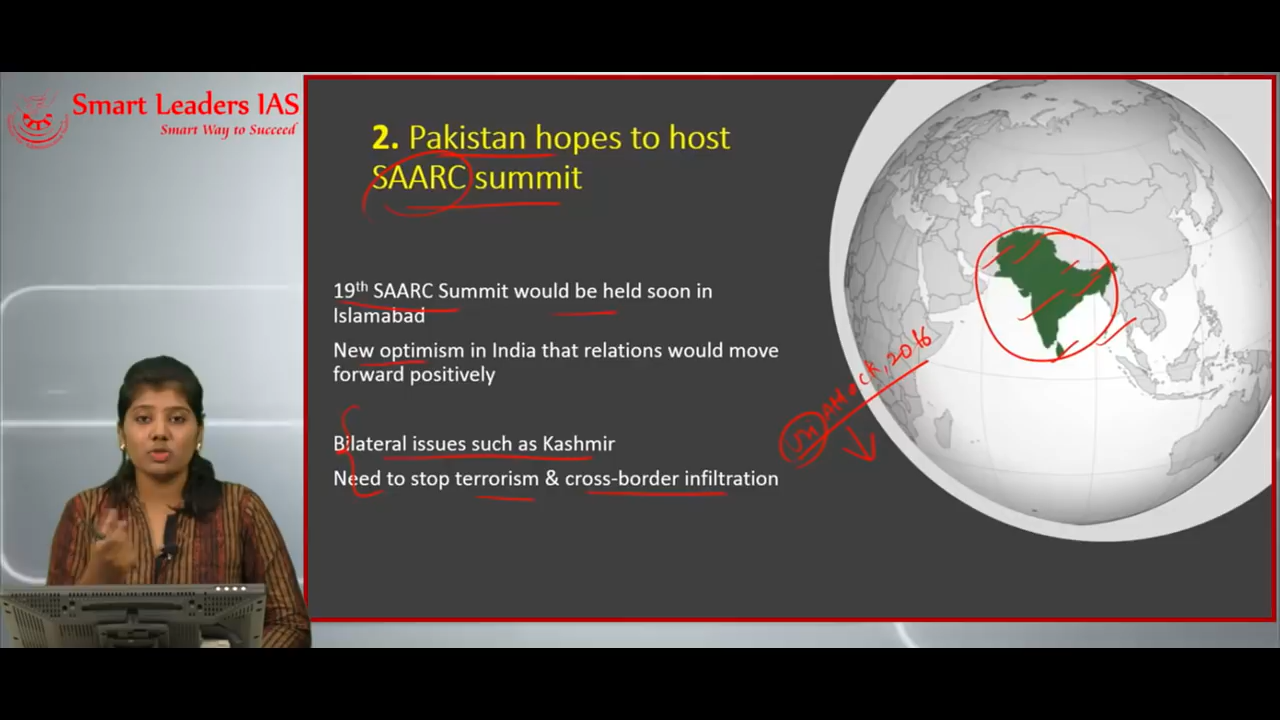 Smart Leaders IAS
Smart Way to Succeed
2. Pakistan hopes to host
SAARC summit
19th SAARC Summit would be held soon in
Islamabad
New optimism in India that relations would move
forward positively
Bilateral issues such as Kashmir
Need to stop terrorism & cross-border infiltration
2016